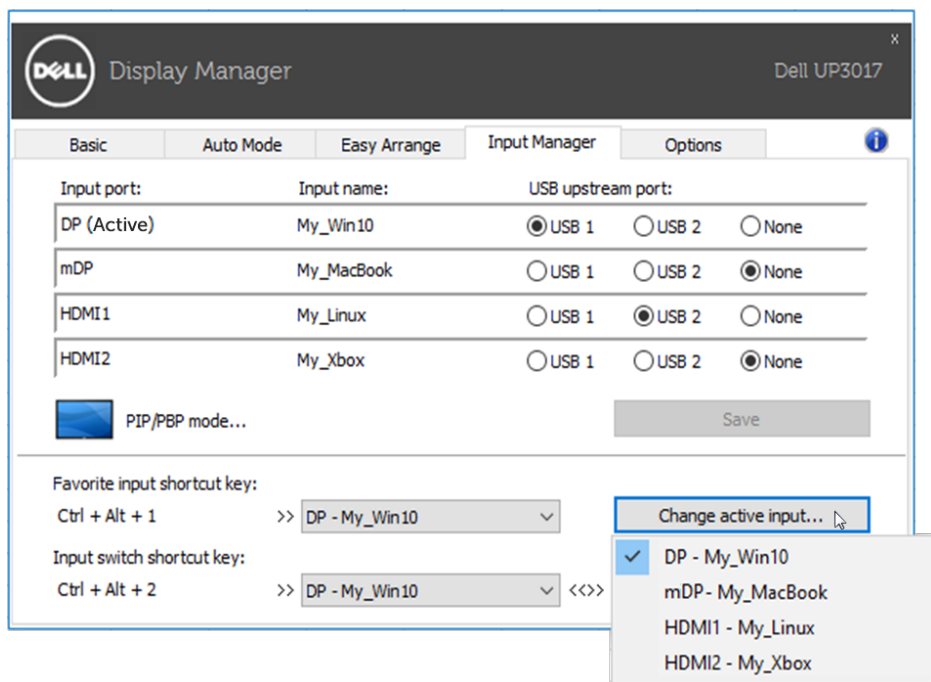 x
DELL Display Manager Dell UP3017
Basic Auto Mode Easy Arrange Input Manager Options i
Input port: Input name: USB upstream port:
DP (Active) My_Win10 USB 1 USB 2 None
mDP My_MacBook USB 1 USB 2 None
HDMI1 My_Linux USB 1 USB 2 None
HDMI2 My_Xbox USB 1 USB 2 None
PIP/PBP mode... Save
Favorite input shortcut key:
Ctrl + Alt + 1 >> DP - My_Win10 Change active input...
Input switch shortcut key:
Ctrl + Alt + 2 >> DP - My_Win10 <<>>
DP - My_Win10
mDP- My_MacBook
HDMI1 - My_Linux
HDMI2 - My_Xbox